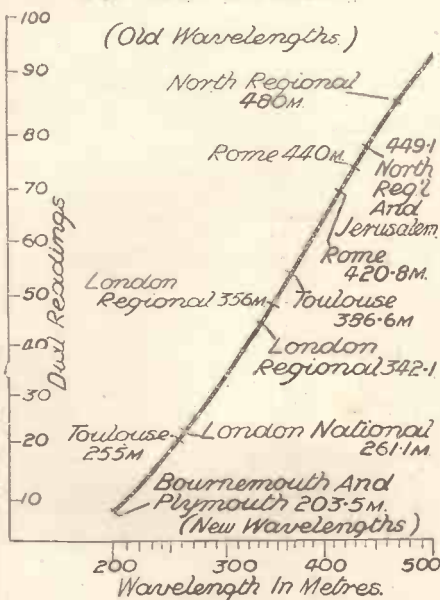 100
(Old Wavelengths)
90
North Regional
480M.
80
Rome 440M.
449·1
North
Reg'l
And
Jerusalem
70
Rome
420·8M.
60
Dial Readings
50
London
Regional 356M
Toulouse
386·6M
40
London
Regional 342·1
30
20
Toulouse
255M
London National
261·1M
Bournemouth And
Plymouth 203·5M.
(New Wavelengths)
10
200
300
400
500
Wavelength In Metres.